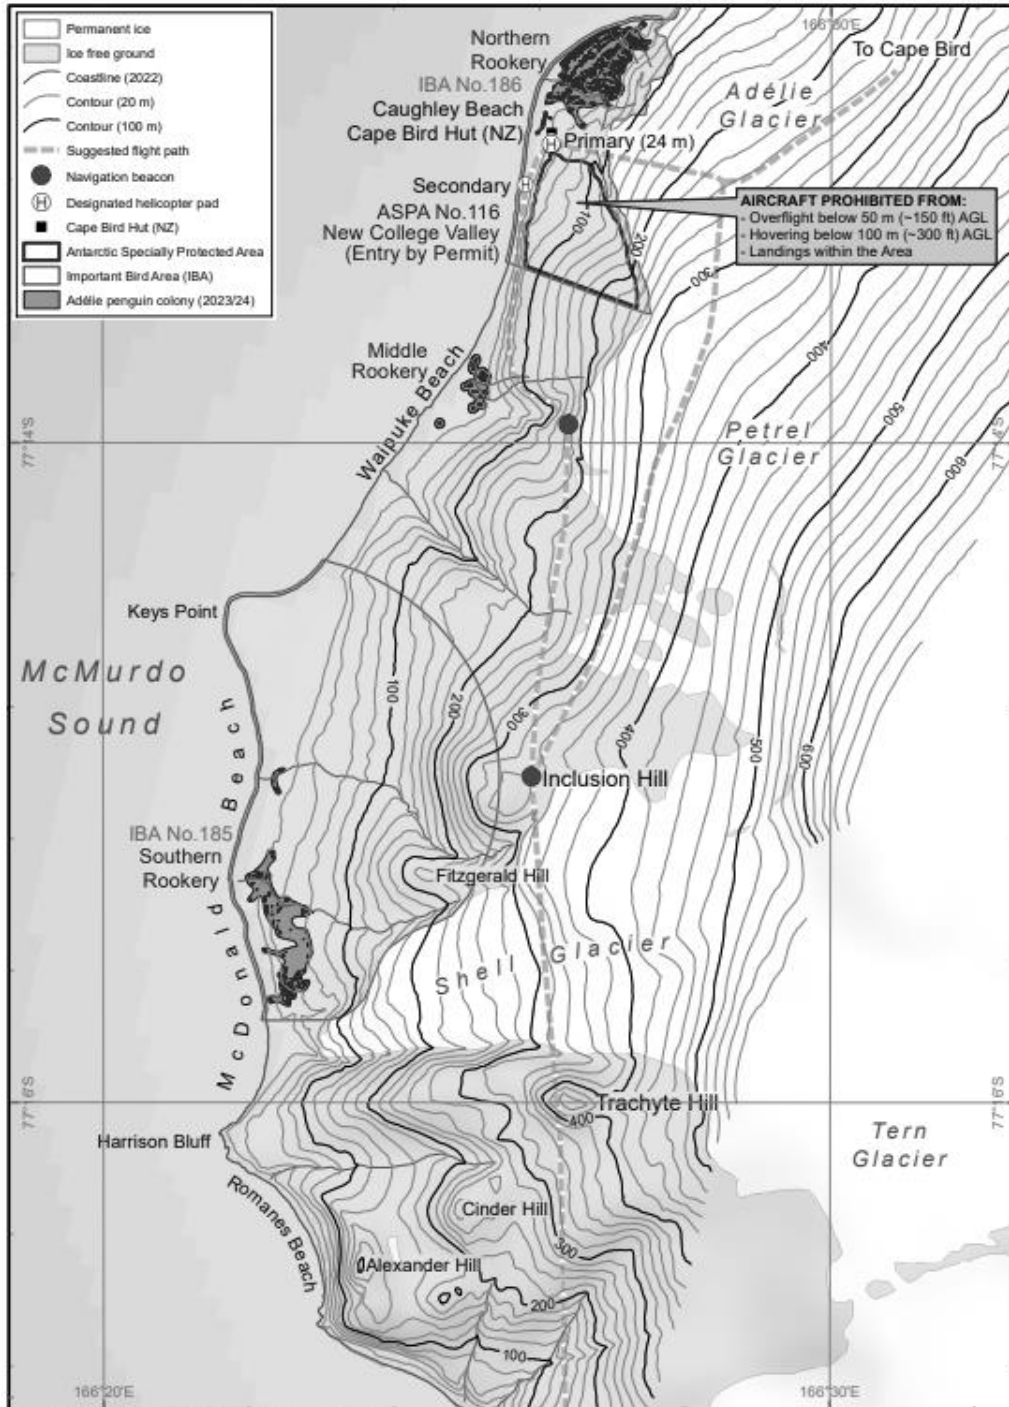 Permanent ice
Ice free ground
Coastline (2022)
Contour (20 m)
Contour (100 m)
Suggested flight path
Navigation beacon
H
Designated helicopter pad
Cape Bird Hut (NZ)
Antarctic Specially Protected Area
Important Bird Area (IBA)
Adélie penguin colony (2023/24)
Northern
Rookery
IBA No.186
Caughley Beach
Cape Bird Hut (NZ)
H
Primary (24 m)
Secondary
H
ASPA No.116
New College Valley
(Entry by Permit)
166°30'E
To Cape Bird
Adélie
Glacier
AIRCRAFT PROHIBITED FROM:
- Overflight below 50 m (~150 ft) AGL
- Hovering below 100 m (~300 ft) AGL
- Landings within the Area
100
200
300
400
500
600
Middle
Rookery
Waipuke Beach
77°14'S
Petrel
Glacier
Keys Point
McMurdo
Sound
100
200
300
400
500
600
Inclusion Hill
McDonald Beach
IBA No.185
Southern
Rookery
Fitzgerald Hill
Shell Glacier
77°16'S
77°16'S
Trachyte Hill
400
Harrison Bluff
Tern
Glacier
Romanes Beach
Cinder Hill
300
Alexander Hill
200
100
166°20'E
166°30'E